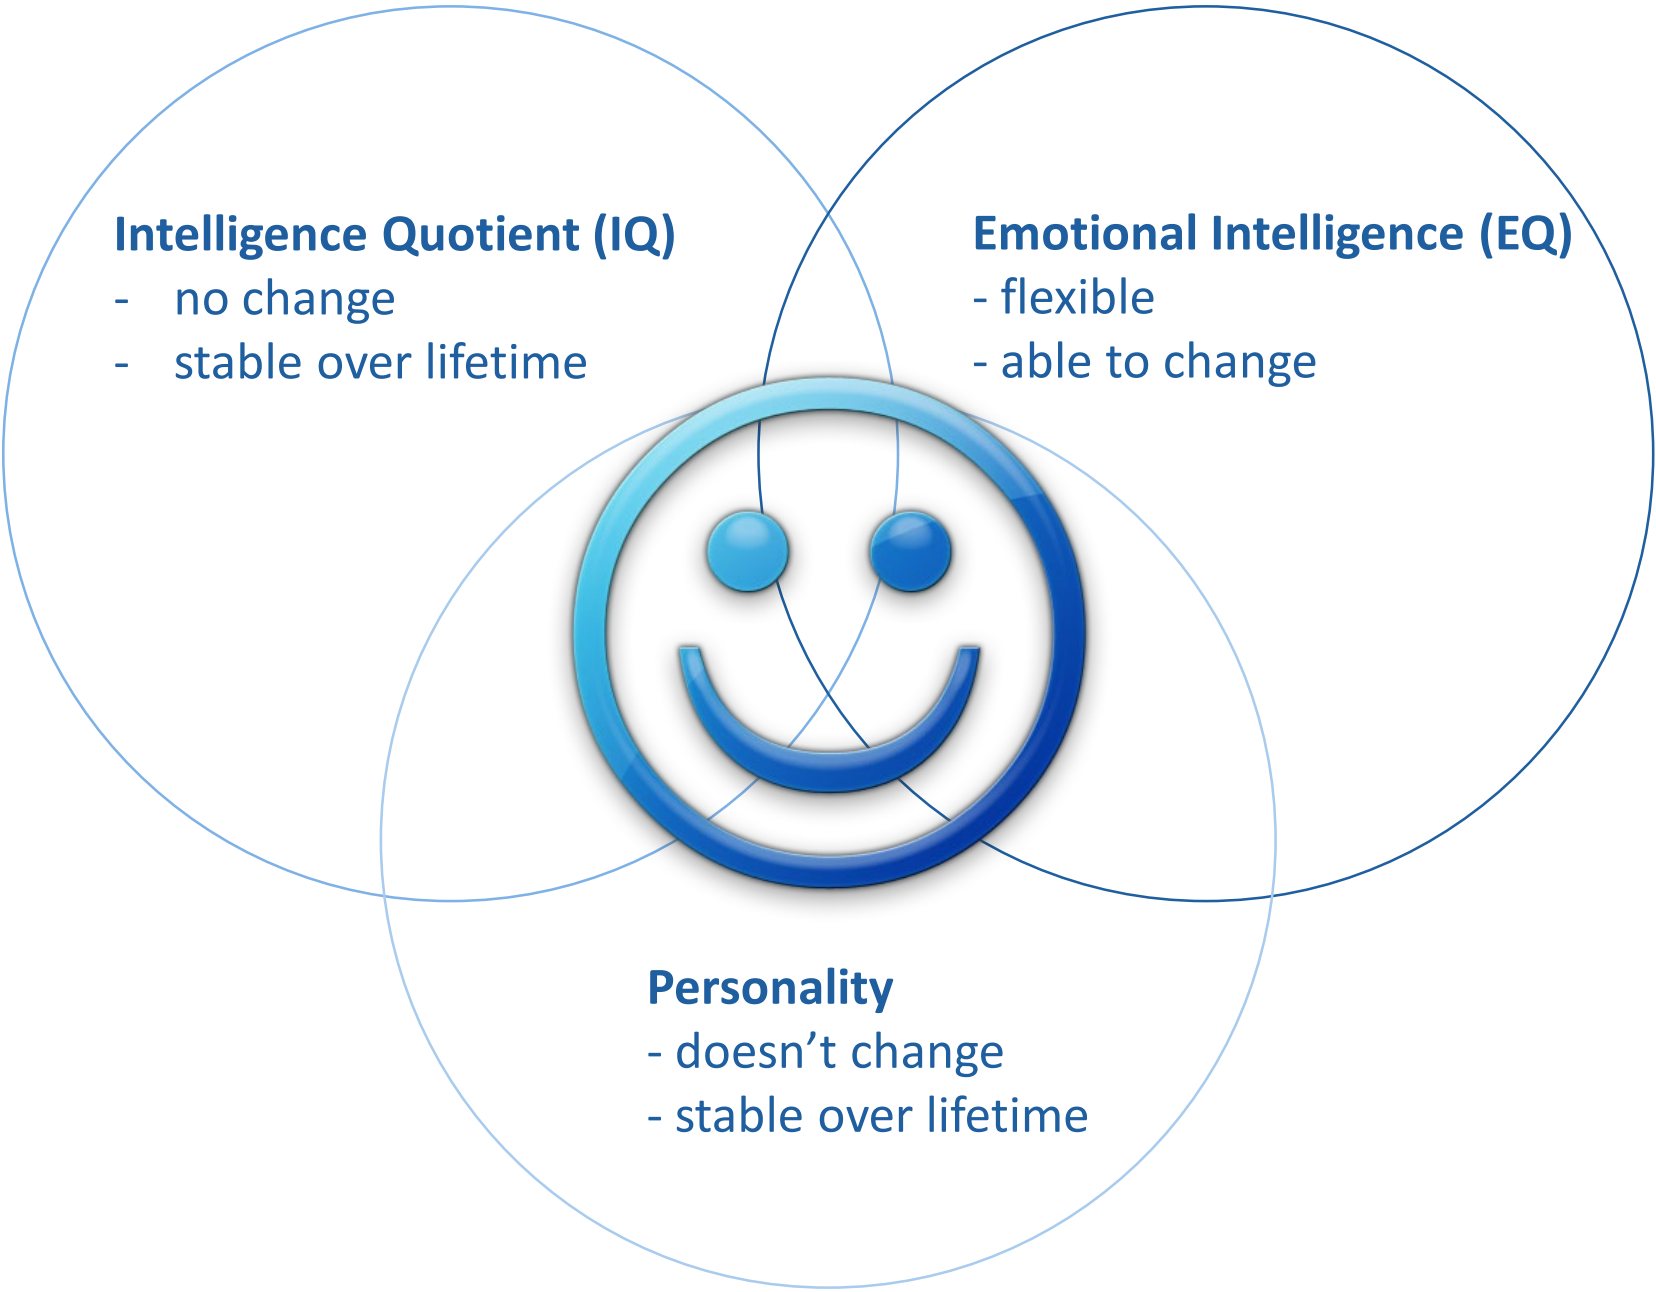 Intelligence Quotient (IQ)
- no change
- stable over lifetime
Emotional Intelligence (EQ)
- flexible
- able to change
Personality
- doesn’t change
- stable over lifetime